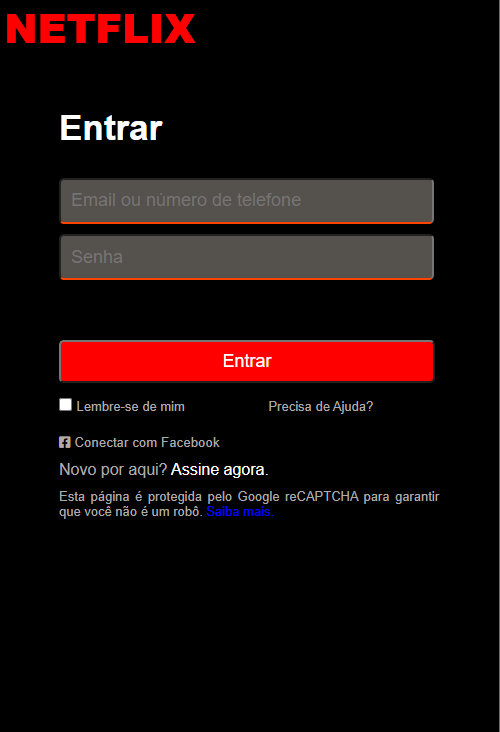 NETFLIX
Entrar
Email ou número de telefone
Senha
Entrar
Lembre-se de mim
Precisa de Ajuda?
Conectar com Facebook
Novo por aqui? Assine agora.
Esta página é protegida pelo Google reCAPTCHA para garantir
que você não é um robô. Saiba mais.